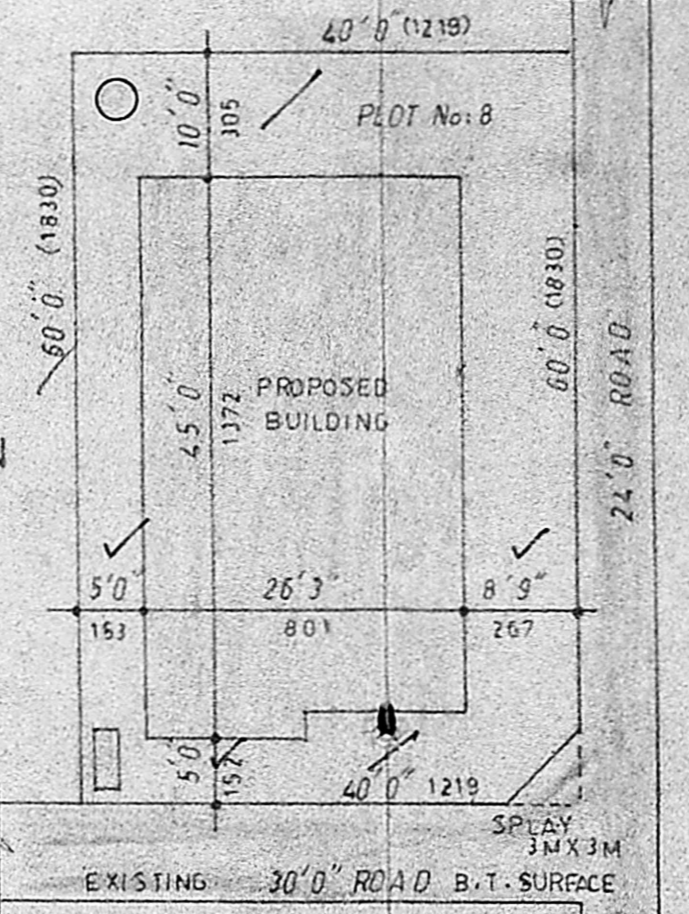 40'0" (1219)
10'0"
305
PLOT No: 8
60'0" (1830)
60'0" (1830)
24'0" ROAD
45'0"
1372
PROPOSED
BUILDING
5'0"
153
26'3"
801
8'9"
267
5'0"
152
40'0" 1219
SPLAY
3M X 3M
EXISTING 30'0" ROAD B.T. SURFACE